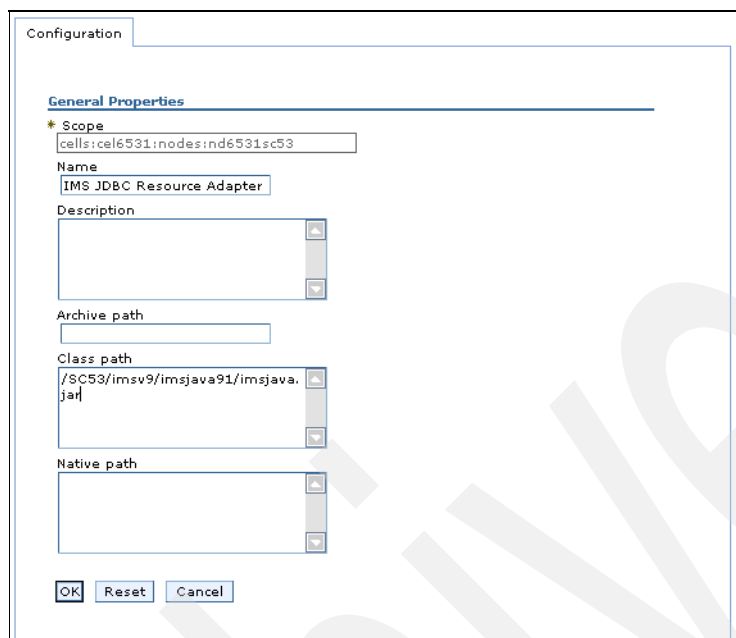 Configuration
General Properties
* Scope
cells:cel6531:nodes:nd6531sc53
Name
IMS JDBC Resource Adapter
Description
Archive path
Class path
/SC53/imsv9/imsjava91/imsjava.
jar
Native path
OK Reset Cancel